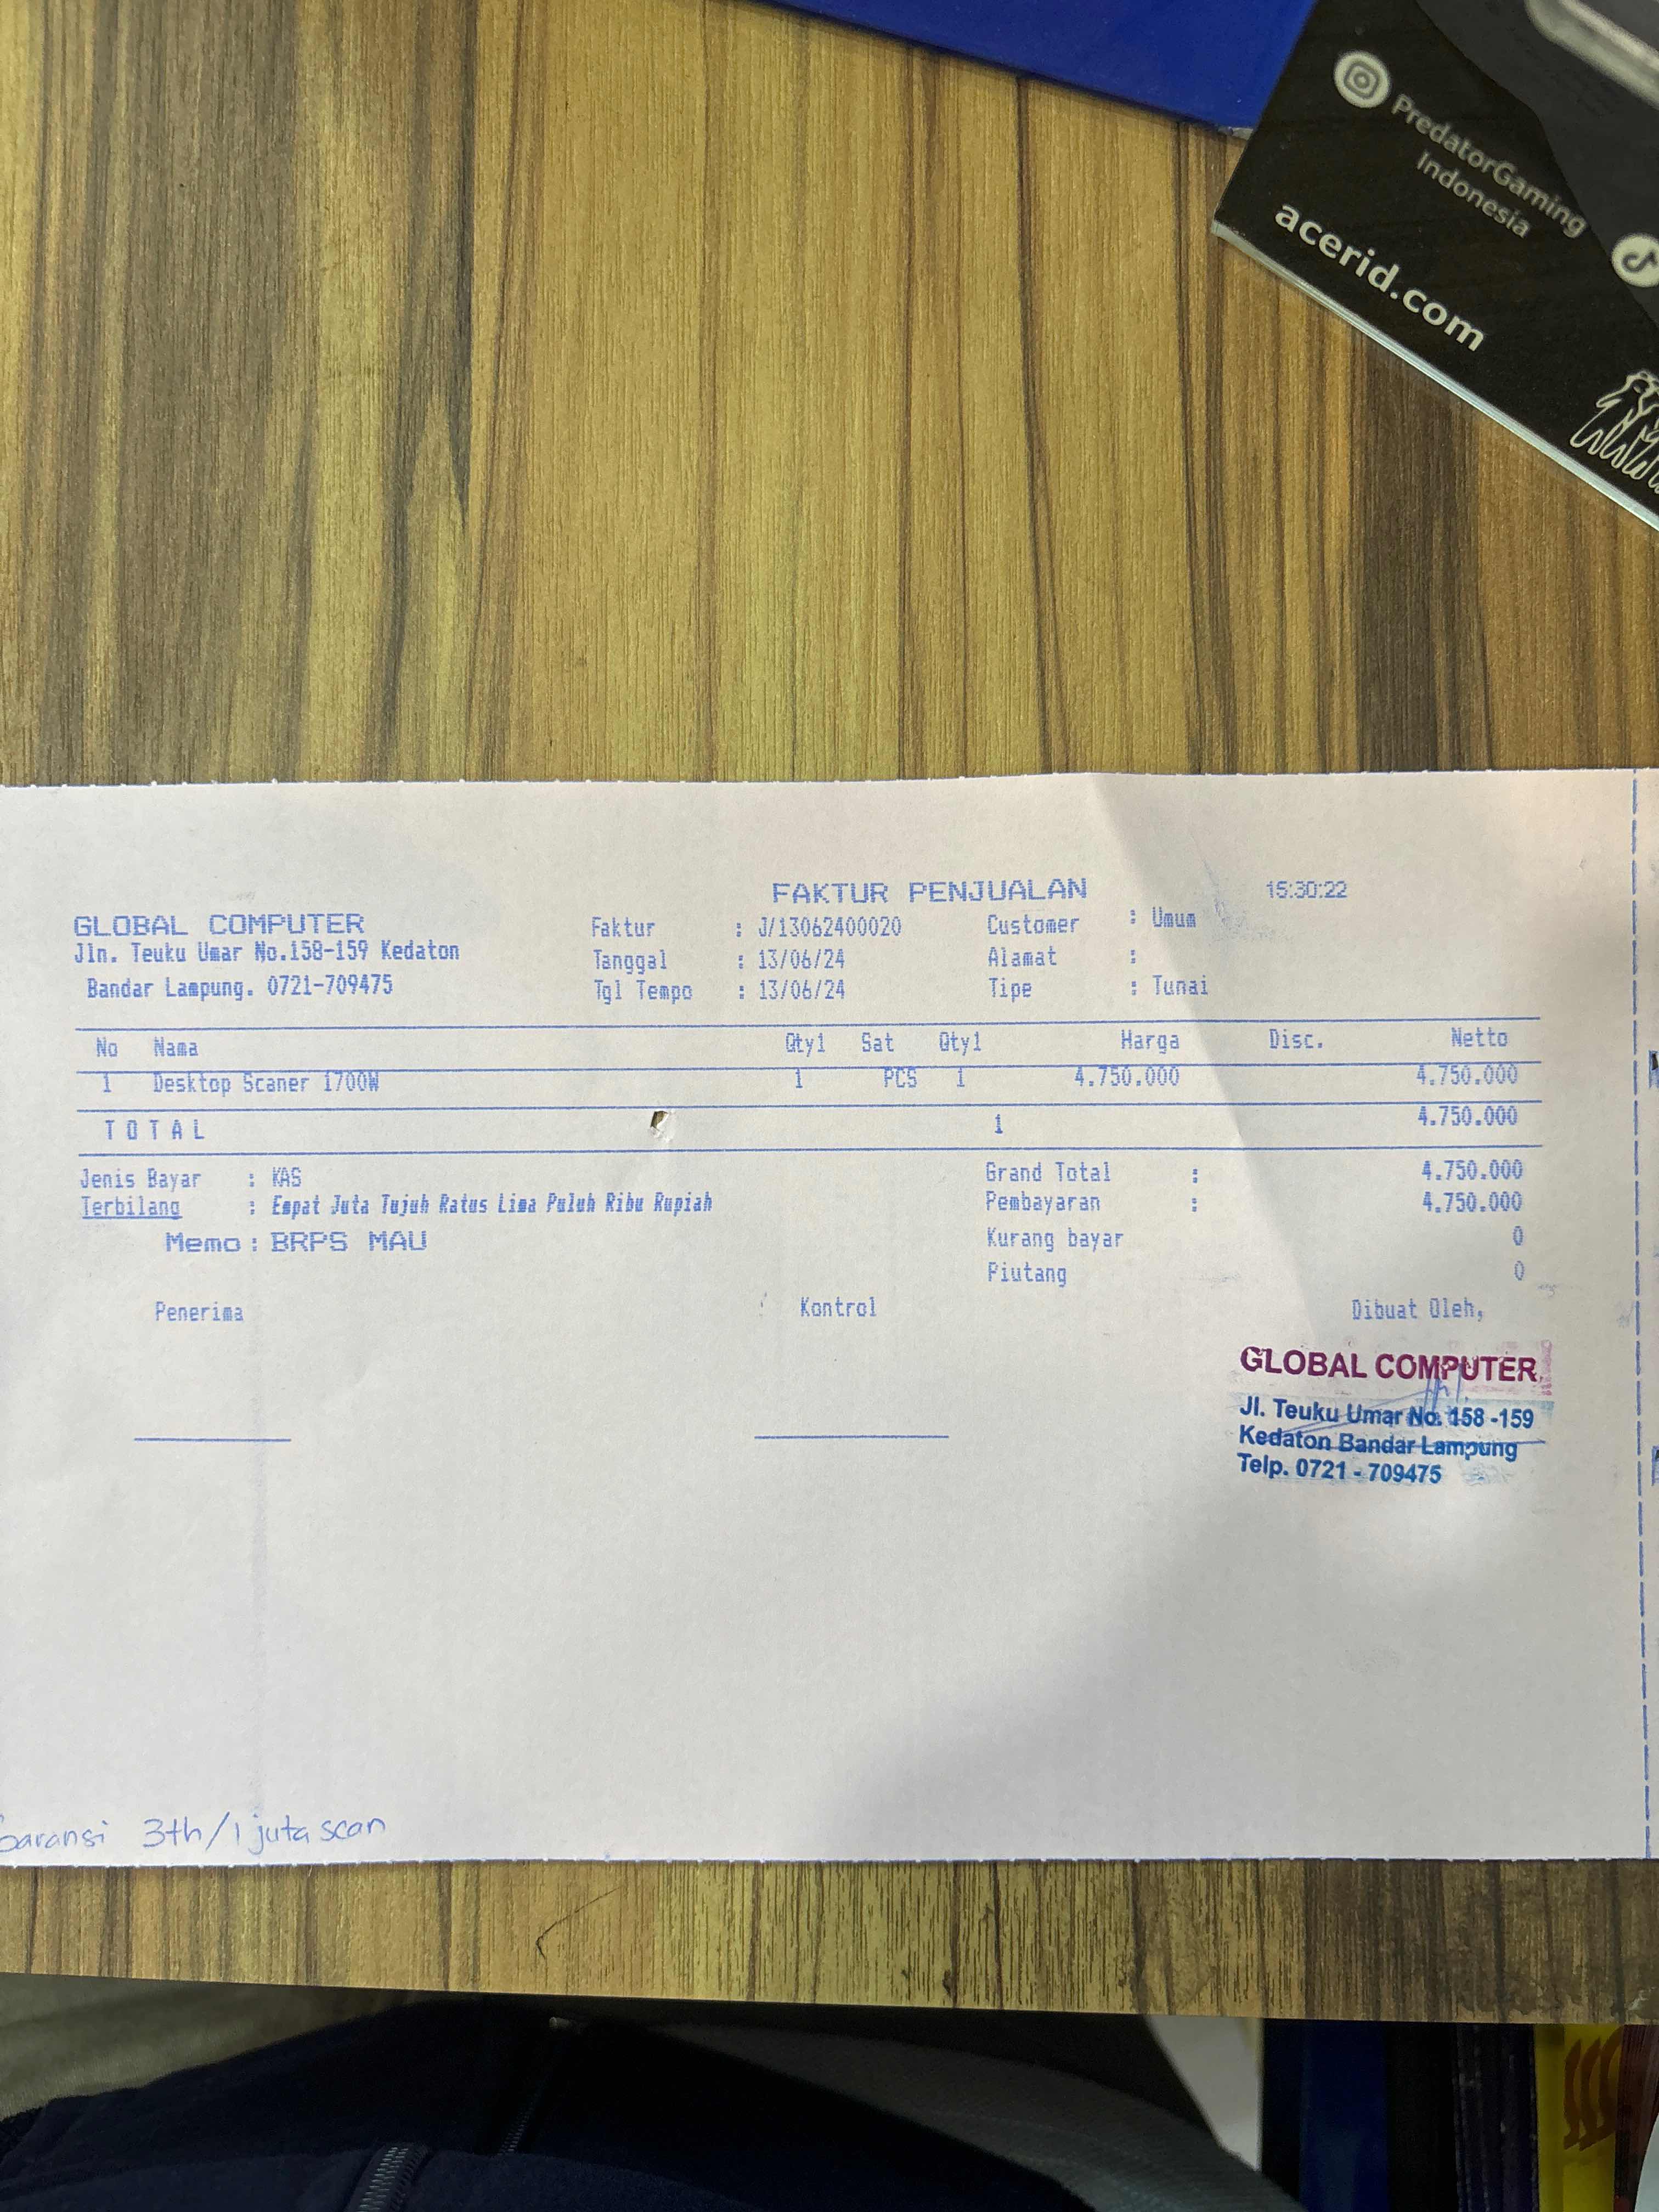 PredatorGaming
Indonesia
acerid.com
FAKTUR PENJUALAN 15:30:22
GLOBAL COMPUTER Faktur : J/13062400020 Customer : Umum
Jln. Teuku Umar No.158-159 Kedaton Tanggal : 13/06/24 Alamat :
Bandar Lampung. 0721-709475 Tgl Tempo : 13/06/24 Tipe : Tunai
No Nama Qty1 Sat Qty1 Harga Disc. Netto
1 Desktop Scaner 1700W 1 PCS 1 4.750.000 4.750.000
T O T A L 1 4.750.000
Jenis Bayar : KAS Grand Total : 4.750.000
Terbilang : Empat Juta Tujuh Ratus Lima Puluh Ribu Rupiah Pembayaran : 4.750.000
Memo : BRPS MAU Kurang bayar 0
Piutang 0
Penerima Kontrol Dibuat Oleh,
GLOBAL COMPUTER
Jl. Teuku Umar No. 158 -159
Kedaton Bandar Lampung
Telp. 0721 - 709475
Garansi 3th/1 juta scan